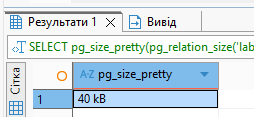 Результати 1
Вивід
SELECT pg_size_pretty(pg_relation_size('lab
Сітка
A-Z pg_size_pretty
1
40 kB